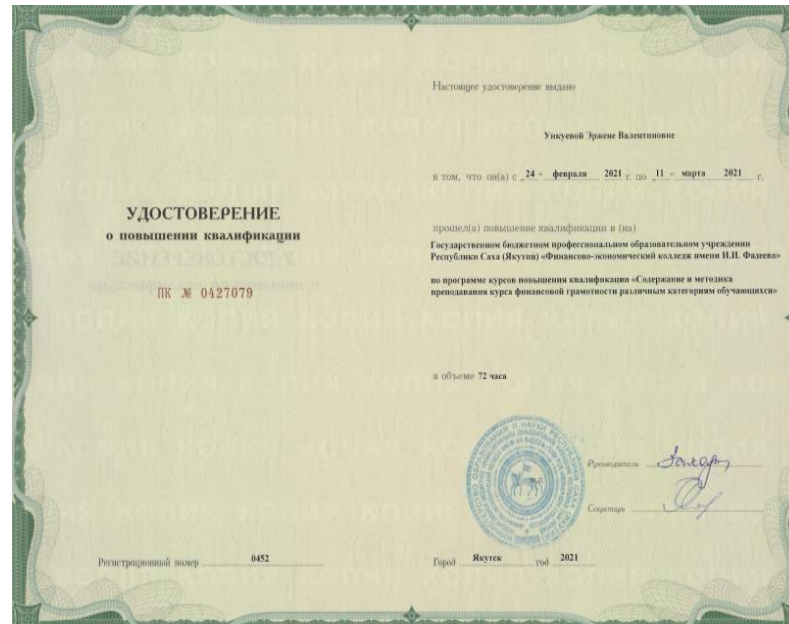 УДОСТОВЕРЕНИЕ
о повышении квалификации
ПК № 0427079
Регистрационный номер 0452
Настоящее удостоверение выдано
Ункуевой Эржене Валентиновне
в том, что он(а) с „24 “ февраля 2021 г. по „11 “ марта 2021 г.
прошел(а) повышение квалификации в (на)
Государственном бюджетном профессиональном образовательном учреждении
Республики Саха (Якутия) «Финансово-экономический колледж имени И.И. Фадеева»
по программе курсов повышения квалификации «Содержание и методика
преподавания курса финансовой грамотности различным категориям обучающихся»
в объеме 72 часа
Руководитель
Секретарь
Город Якутск год 2021